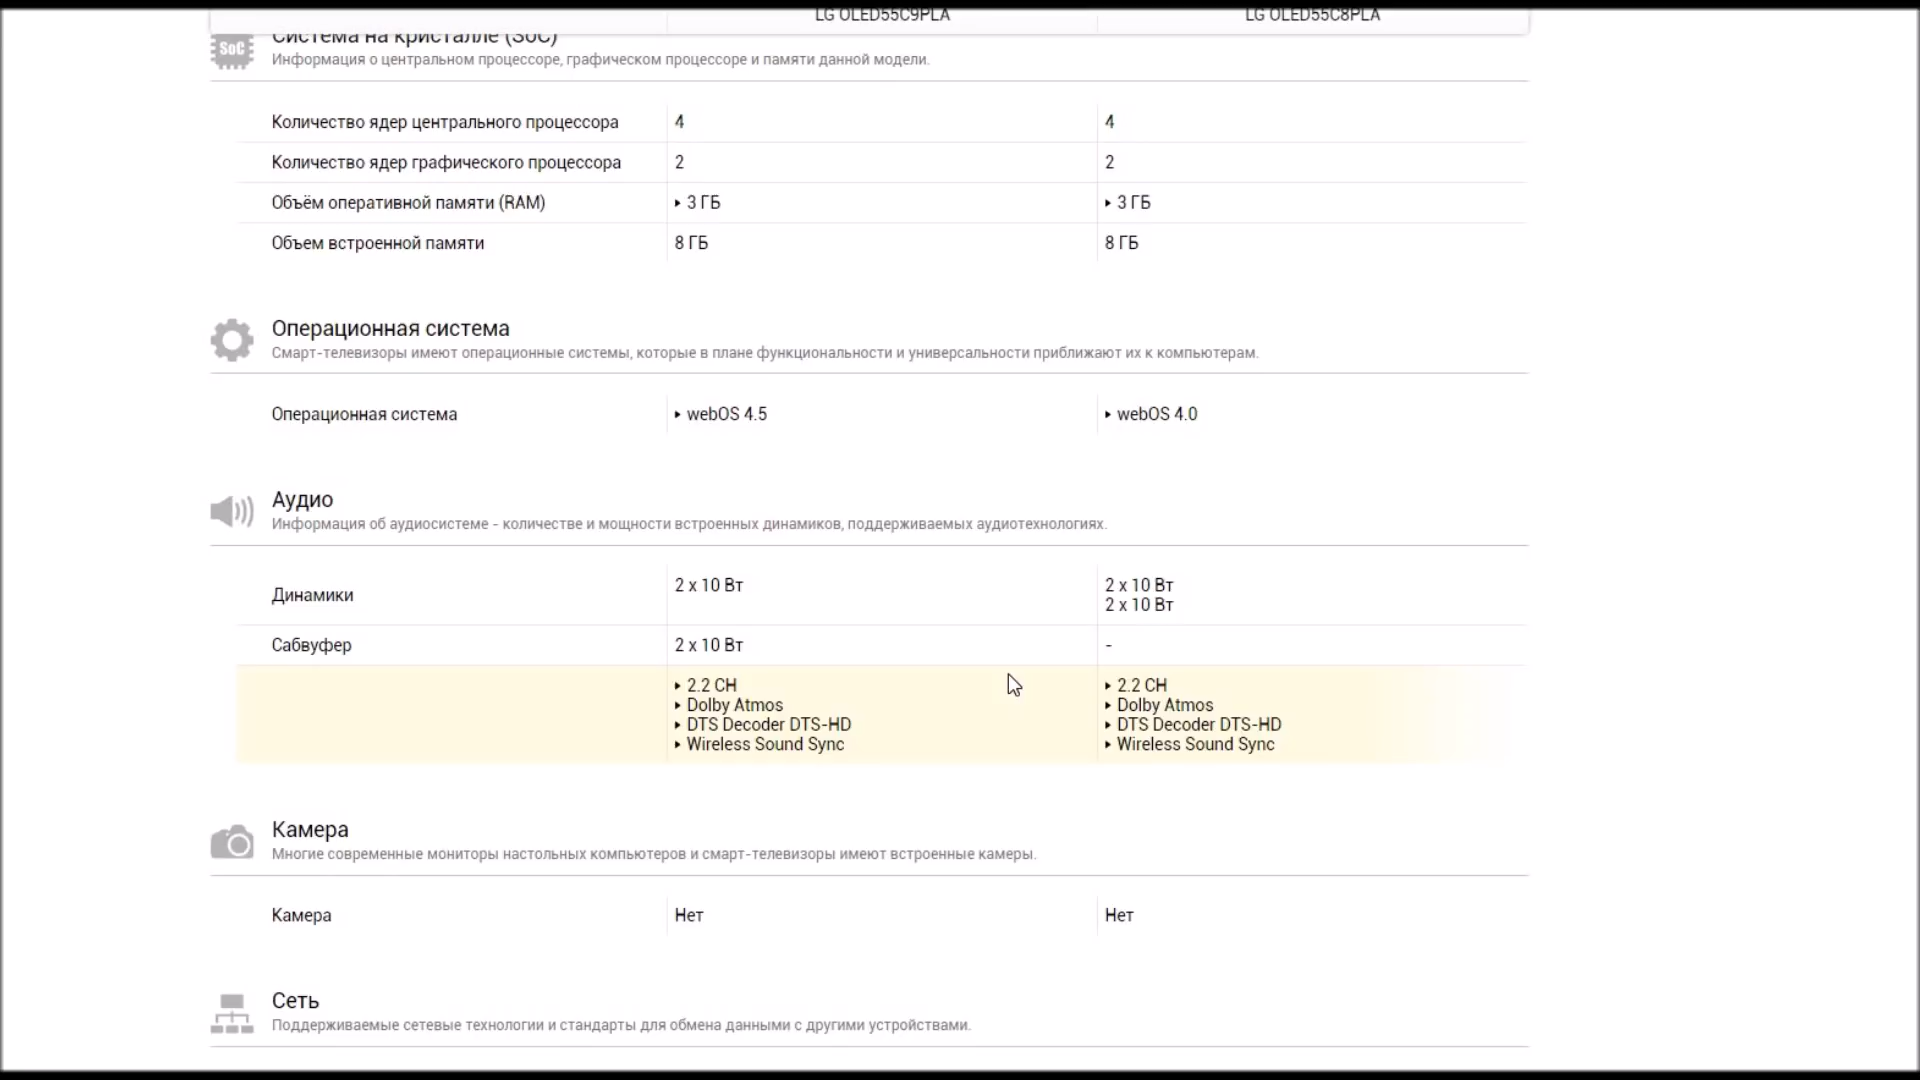 LG OLED55C9PLA LG OLED55C8PLA
Система на кристалле (SoC)
SoC
Информация о центральном процессоре, графическом процессоре и памяти данной модели.
Количество ядер центрального процессора 4 4
Количество ядер графического процессора 2 2
Объём оперативной памяти (RAM) 3 ГБ 3 ГБ
Объем встроенной памяти 8 ГБ 8 ГБ
Операционная система
Смарт-телевизоры имеют операционные системы, которые в плане функциональности и универсальности приближают их к компьютерам.
Операционная система webOS 4.5 webOS 4.0
Аудио
Информация об аудиосистеме - количестве и мощности встроенных динамиков, поддерживаемых аудиотехнологиях.
Динамики 2 x 10 Вт 2 x 10 Вт
2 x 10 Вт
Сабвуфер 2 x 10 Вт -
2.2 CH 2.2 CH
Dolby Atmos Dolby Atmos
DTS Decoder DTS-HD DTS Decoder DTS-HD
Wireless Sound Sync Wireless Sound Sync
Камера
Многие современные мониторы настольных компьютеров и смарт-телевизоры имеют встроенные камеры.
Камера Нет Нет
Сеть
Поддерживаемые сетевые технологии и стандарты для обмена данными с другими устройствами.